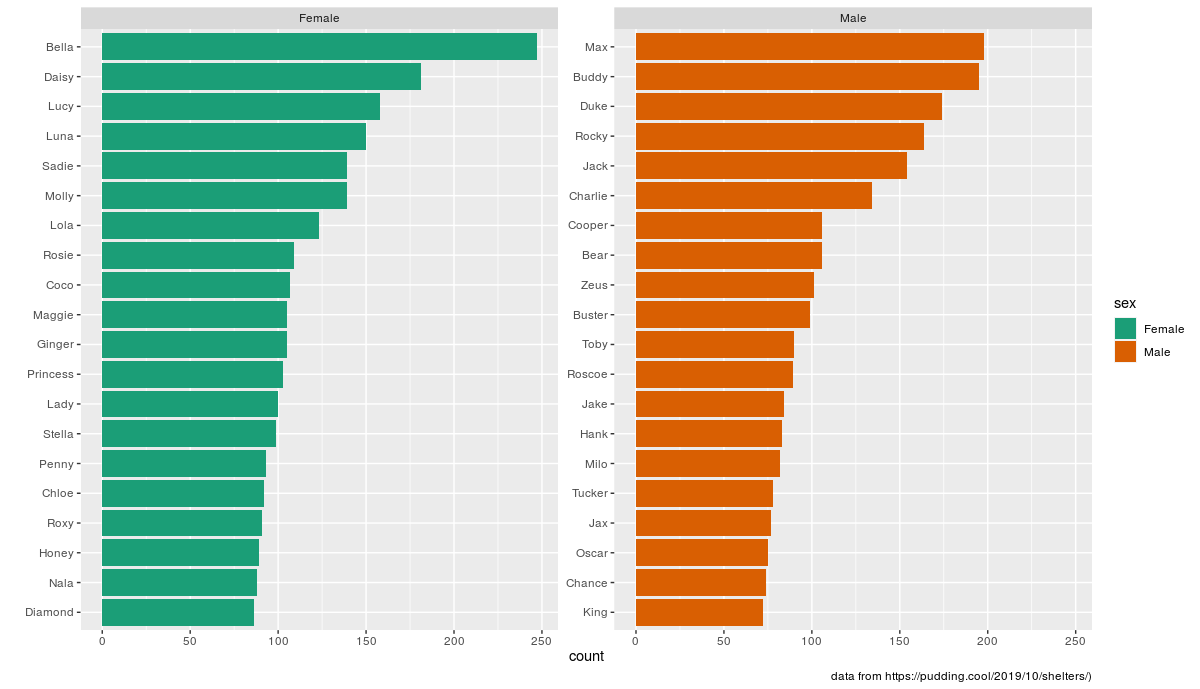 Female
Bella
Daisy
Lucy
Luna
Sadie
Molly
Lola
Rosie
Coco
Maggie
Ginger
Princess
Lady
Stella
Penny
Chloe
Roxy
Honey
Nala
Diamond
0 50 100 150 200 250
Male
Max
Buddy
Duke
Rocky
Jack
Charlie
Cooper
Bear
Zeus
Buster
Toby
Roscoe
Jake
Hank
Milo
Tucker
Jax
Oscar
Chance
King
0 50 100 150 200 250
count
sex
Female
Male
data from https://pudding.cool/2019/10/shelters/)